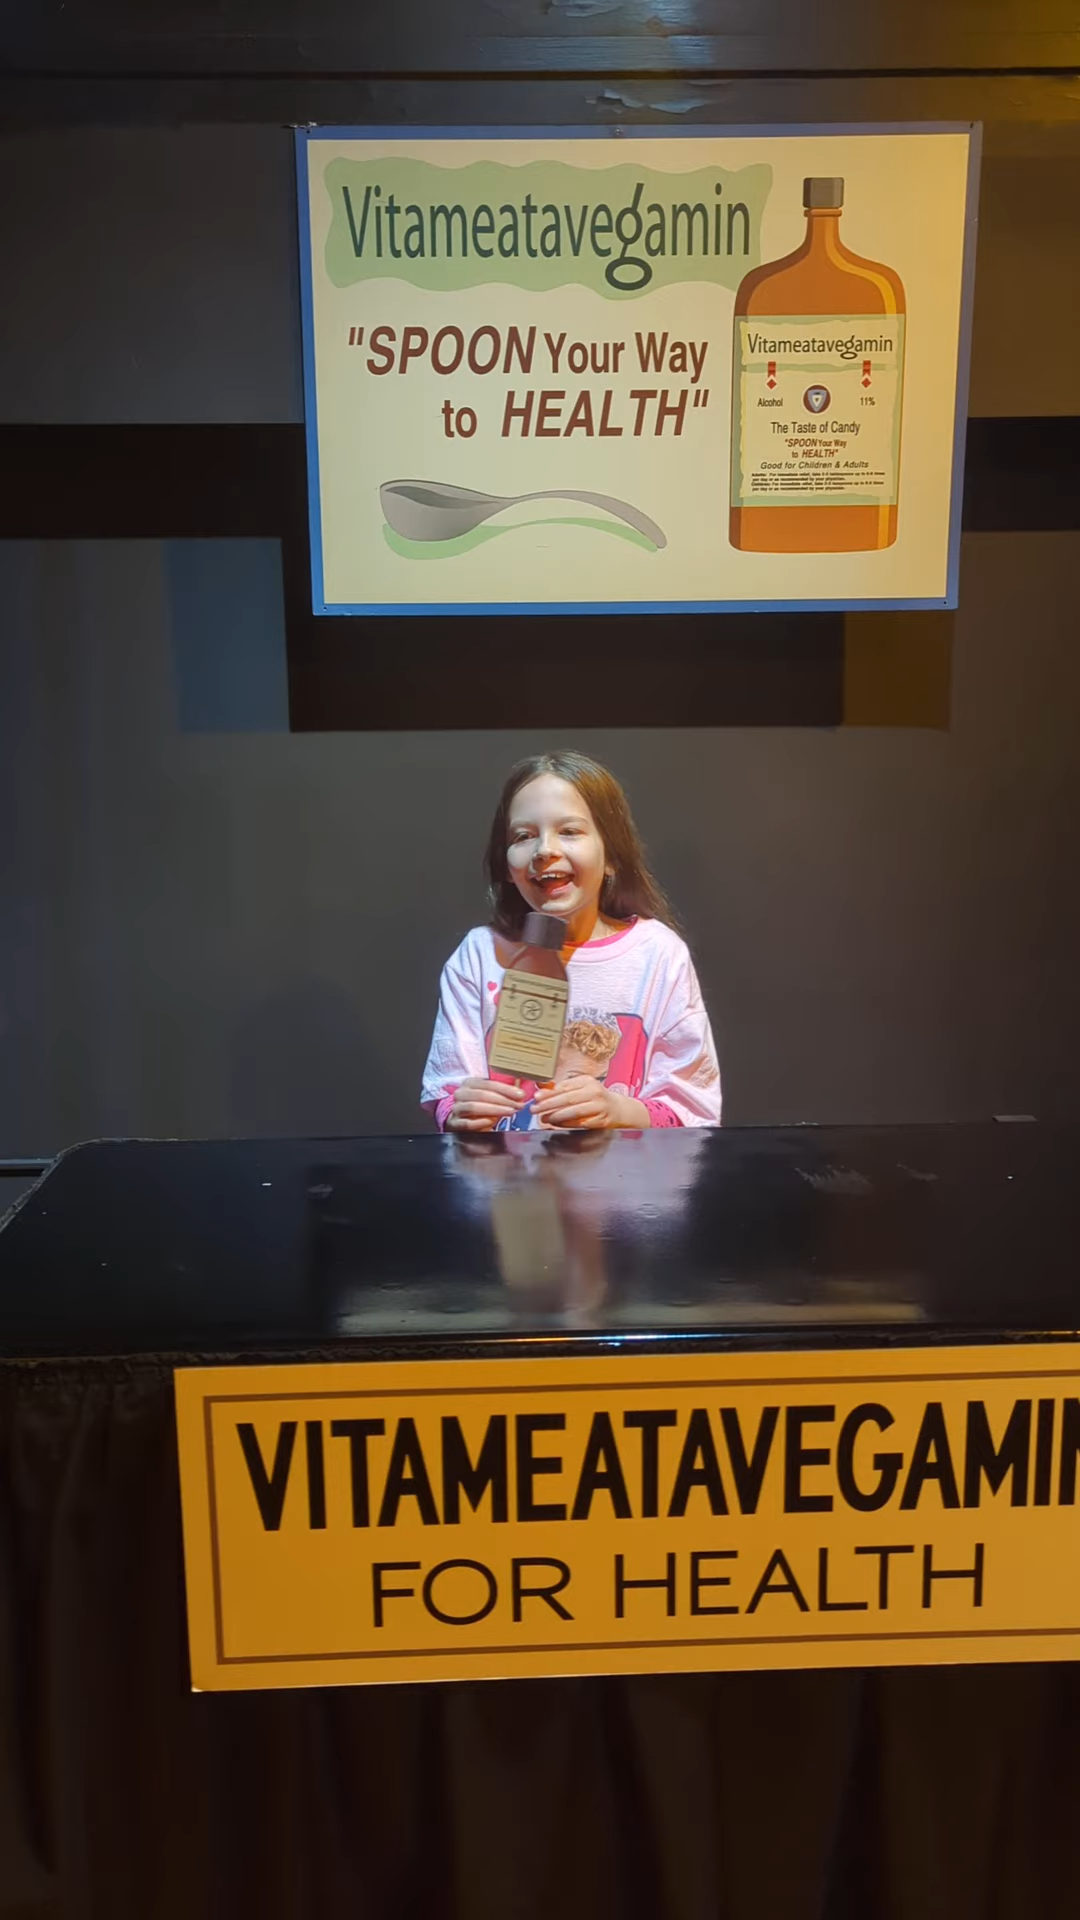 Vitameatavegamin
"SPOON Your Way
to HEALTH"
Vitameatavegamin
Alcohol 11%
The Taste of Candy
"SPOON Your Way
to HEALTH"
Good for Children & Adults
VITAMEATAVEGAMIN
FOR HEALTH